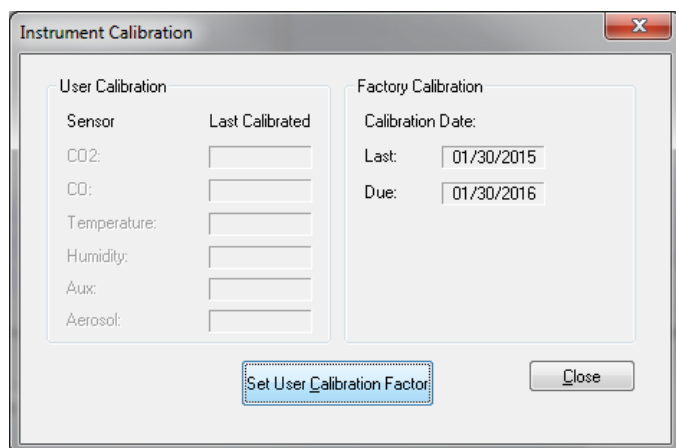 Instrument Calibration
User Calibration
Sensor Last Calibrated
CO2:
CO:
Temperature:
Humidity:
Aux:
Aerosol:
Factory Calibration
Calibration Date:
Last: 01/30/2015
Due: 01/30/2016
Set User Calibration Factor
Close